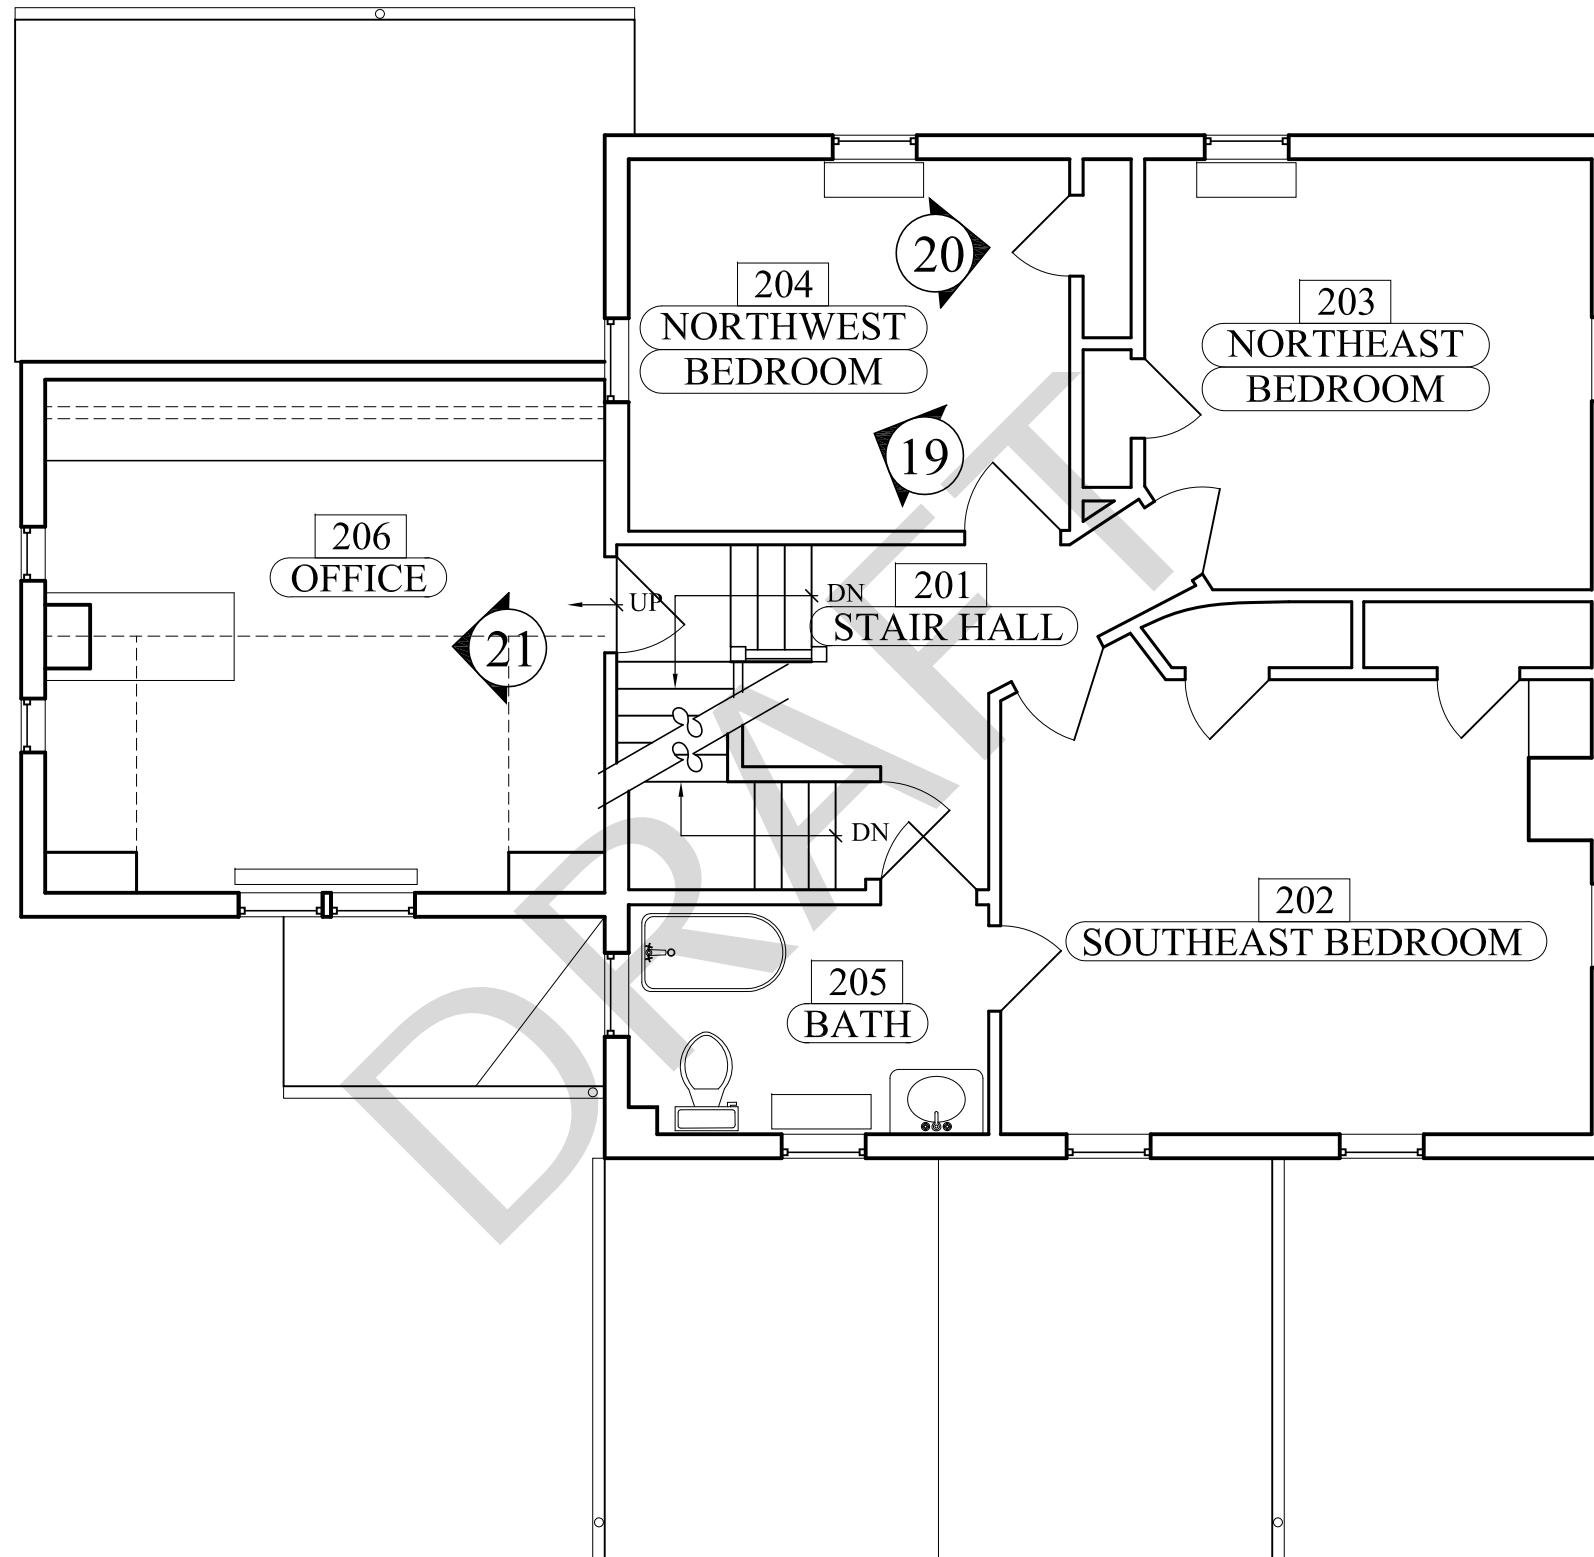 20
204
NORTHWEST
BEDROOM
203
NORTHEAST
BEDROOM
19
206
OFFICE
UP
DN
201
STAIR HALL
21
DN
202
SOUTHEAST BEDROOM
205
BATH
DRAFT